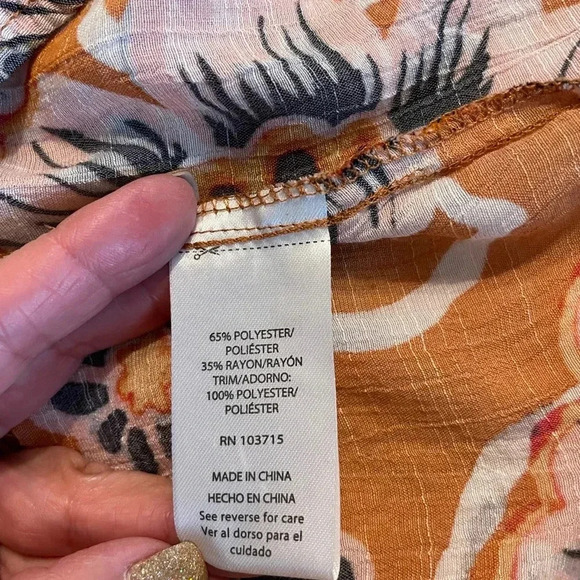 65% POLYESTER/
POLIÉSTER
35% RAYON/RAYÓN
TRIM/ADORNO:
100% POLYESTER/
POLIÉSTER
RN 103715
MADE IN CHINA
HECHO EN CHINA
See reverse for care
Ver al dorso para el
cuidado